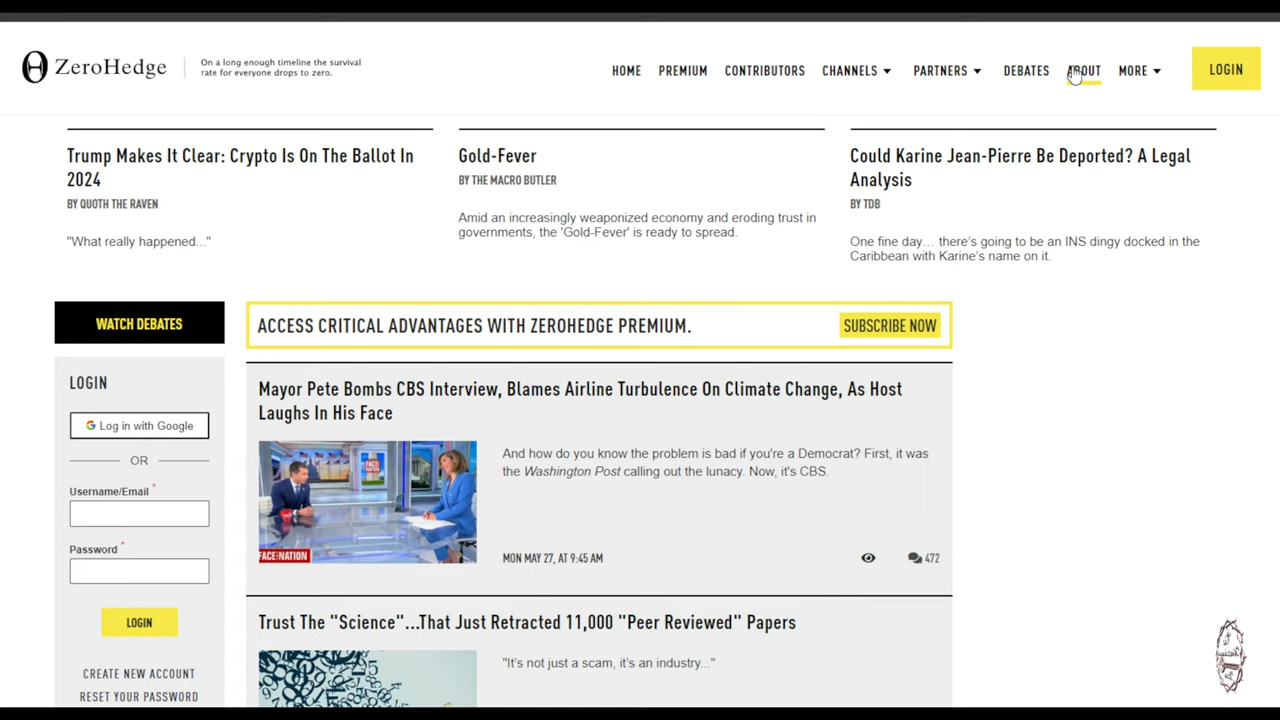 ZeroHedge
On a long enough timeline the survival
rate for everyone drops to zero.
HOME PREMIUM CONTRIBUTORS CHANNELS PARTNERS DEBATES ABOUT MORE LOGIN
Trump Makes It Clear: Crypto Is On The Ballot In
2024
BY QUOTH THE RAVEN
"What really happened..."
Gold-Fever
BY THE MACRO BUTLER
Amid an increasingly weaponized economy and eroding trust in
governments, the 'Gold-Fever' is ready to spread.
Could Karine Jean-Pierre Be Deported? A Legal
Analysis
BY TDB
One fine day… there's going to be an INS dingy docked in the
Caribbean with Karine's name on it.
WATCH DEBATES
LOGIN
Log in with Google
OR
Username/Email *
Password *
LOGIN
CREATE NEW ACCOUNT
RESET YOUR PASSWORD
ACCESS CRITICAL ADVANTAGES WITH ZEROHEDGE PREMIUM.
SUBSCRIBE NOW
Mayor Pete Bombs CBS Interview, Blames Airline Turbulence On Climate Change, As Host
Laughs In His Face
FACE THE NATION
And how do you know the problem is bad if you're a Democrat? First, it was
the Washington Post calling out the lunacy. Now, it's CBS.
MON MAY 27, AT 9:45 AM
472
Trust The "Science"...That Just Retracted 11,000 "Peer Reviewed" Papers
"It's not just a scam, it's an industry..."